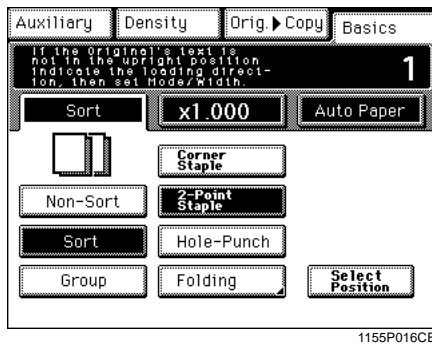 Auxiliary Density Orig.▶Copy Basics
If the Original's text is
not in the upright position
indicate the loading direct-
ion, then set Mode/Width.
1
Sort x1.000 Auto Paper
Corner
Staple
Non-Sort 2-Point
Staple
Sort Hole-Punch
Group Folding Select
Position
1155P016CE